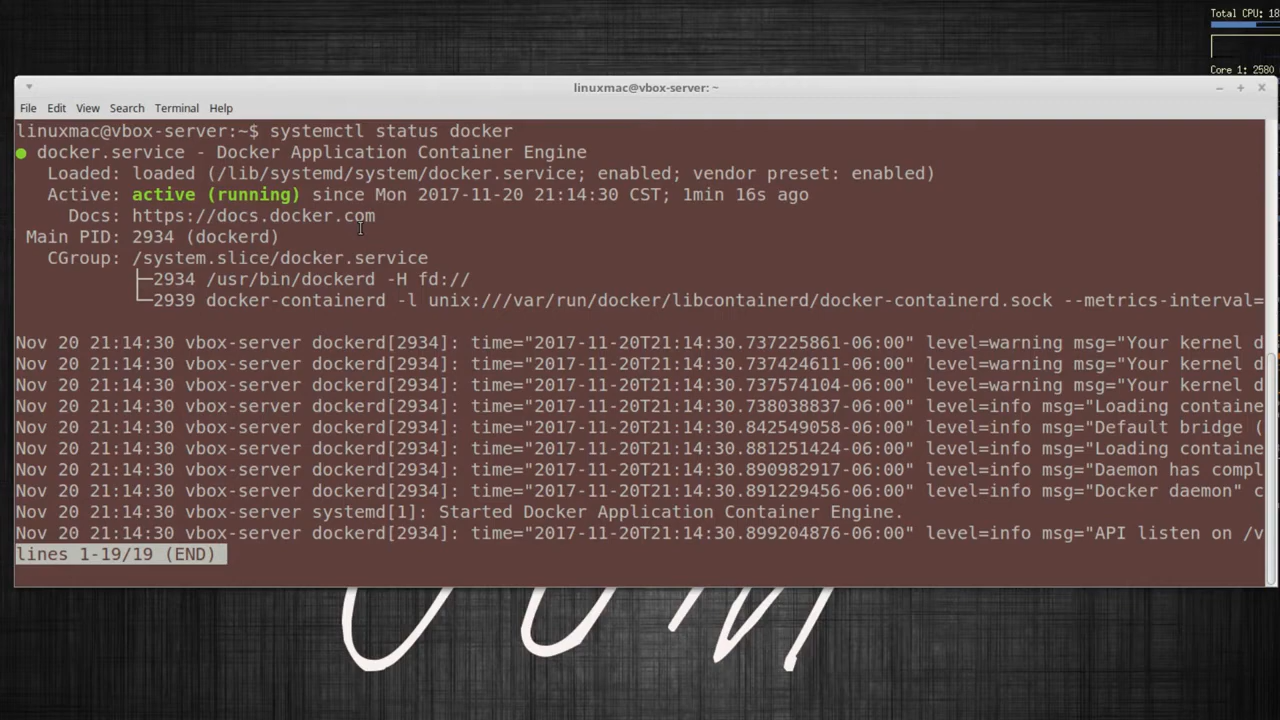 Total CPU: 18
Core 1: 2580
linuxmac@vbox-server: ~
File Edit View Search Terminal Help
linuxmac@vbox-server:~$ systemctl status docker
● docker.service - Docker Application Container Engine
Loaded: loaded (/lib/systemd/system/docker.service; enabled; vendor preset: enabled)
Active: active (running) since Mon 2017-11-20 21:14:30 CST; 1min 16s ago
Docs: https://docs.docker.com
Main PID: 2934 (dockerd)
CGroup: /system.slice/docker.service
├─2934 /usr/bin/dockerd -H fd://
└─2939 docker-containerd -l unix:///var/run/docker/libcontainerd/docker-containerd.sock --metrics-interval=
Nov 20 21:14:30 vbox-server dockerd[2934]: time="2017-11-20T21:14:30.737225861-06:00" level=warning msg="Your kernel d
Nov 20 21:14:30 vbox-server dockerd[2934]: time="2017-11-20T21:14:30.737424611-06:00" level=warning msg="Your kernel d
Nov 20 21:14:30 vbox-server dockerd[2934]: time="2017-11-20T21:14:30.737574104-06:00" level=warning msg="Your kernel d
Nov 20 21:14:30 vbox-server dockerd[2934]: time="2017-11-20T21:14:30.738038837-06:00" level=info msg="Loading containe
Nov 20 21:14:30 vbox-server dockerd[2934]: time="2017-11-20T21:14:30.842549058-06:00" level=info msg="Default bridge (
Nov 20 21:14:30 vbox-server dockerd[2934]: time="2017-11-20T21:14:30.881251424-06:00" level=info msg="Loading containe
Nov 20 21:14:30 vbox-server dockerd[2934]: time="2017-11-20T21:14:30.890982917-06:00" level=info msg="Daemon has compl
Nov 20 21:14:30 vbox-server dockerd[2934]: time="2017-11-20T21:14:30.891229456-06:00" level=info msg="Docker daemon" c
Nov 20 21:14:30 vbox-server systemd[1]: Started Docker Application Container Engine.
Nov 20 21:14:30 vbox-server dockerd[2934]: time="2017-11-20T21:14:30.899204876-06:00" level=info msg="API listen on /v
lines 1-19/19 (END)